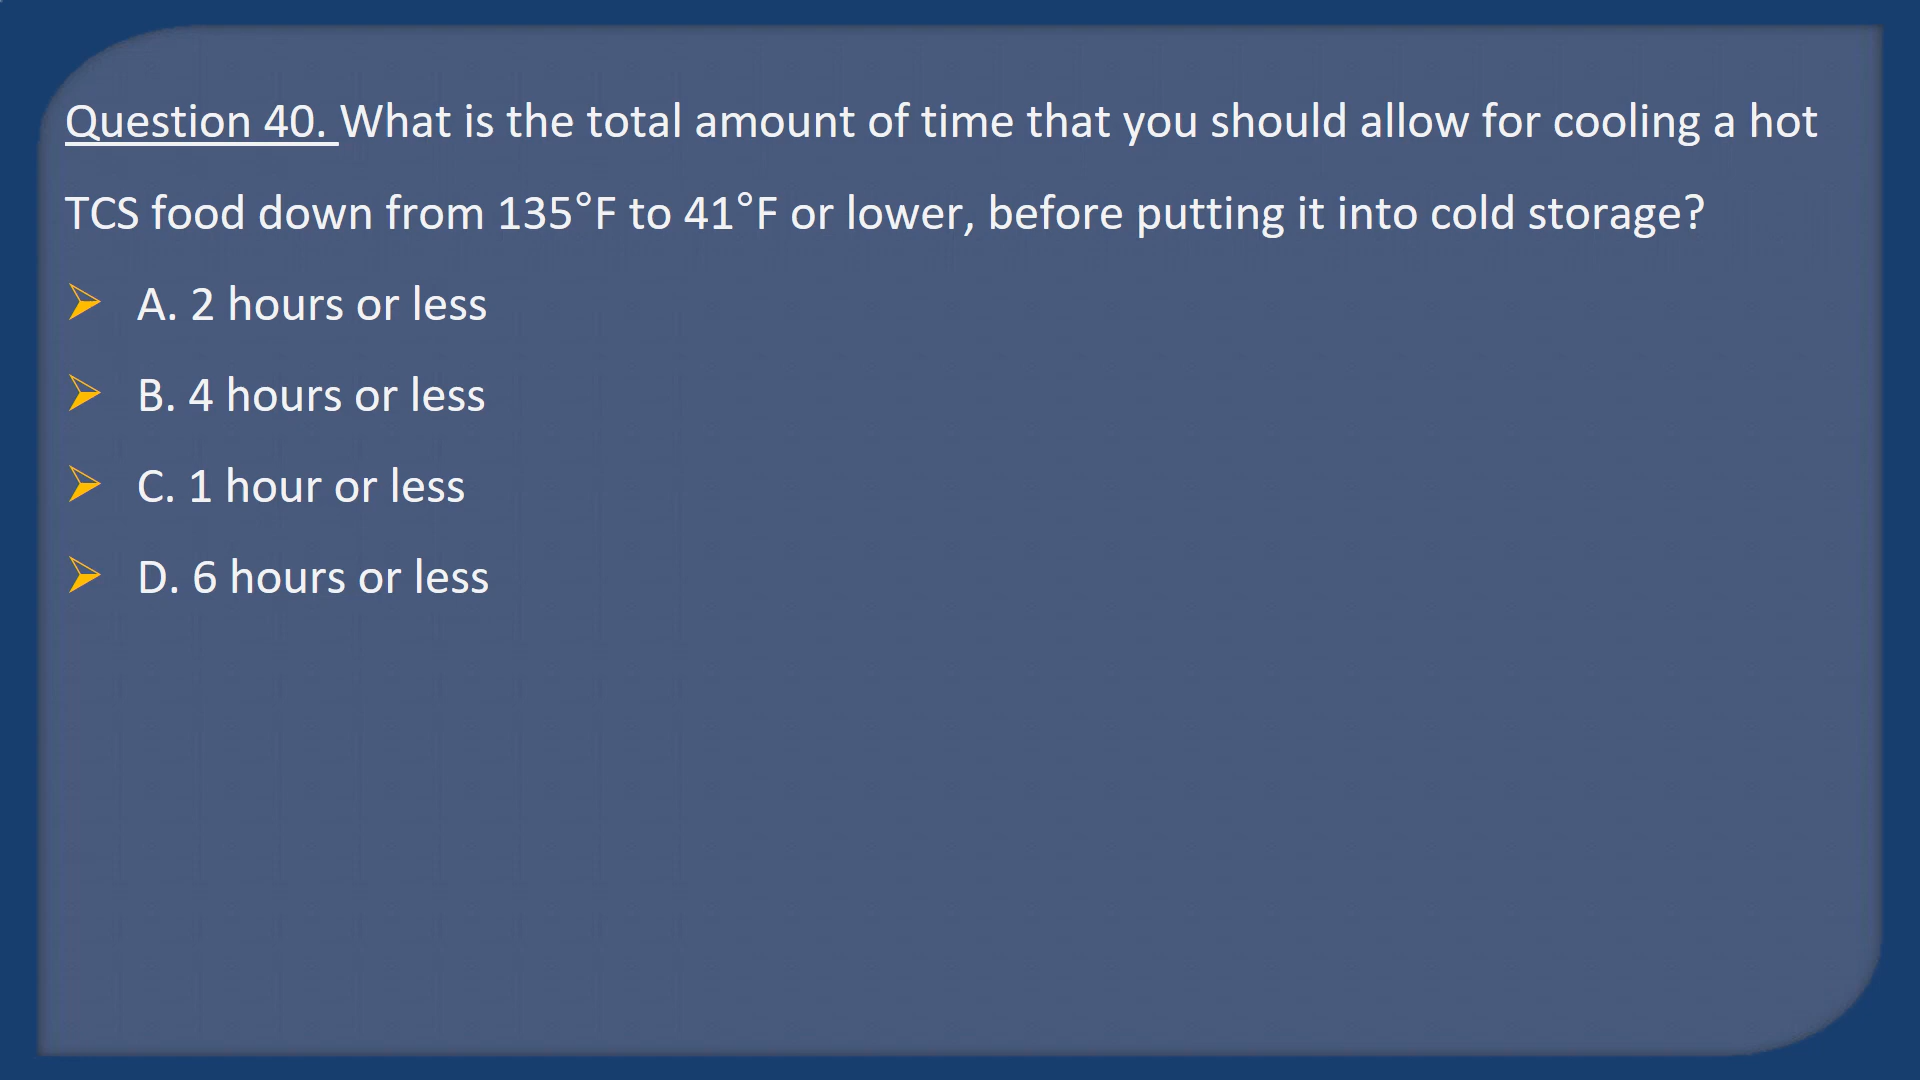 Question 40. What is the total amount of time that you should allow for cooling a hot
TCS food down from 135°F to 41°F or lower, before putting it into cold storage?
A. 2 hours or less
B. 4 hours or less
C. 1 hour or less
D. 6 hours or less